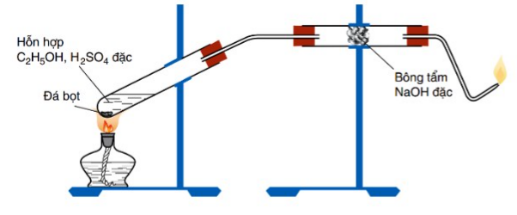 Hỗn hợp
C₂H₅OH, H₂SO₄ đặc
Đá bọt
Bông tẩm
NaOH đặc